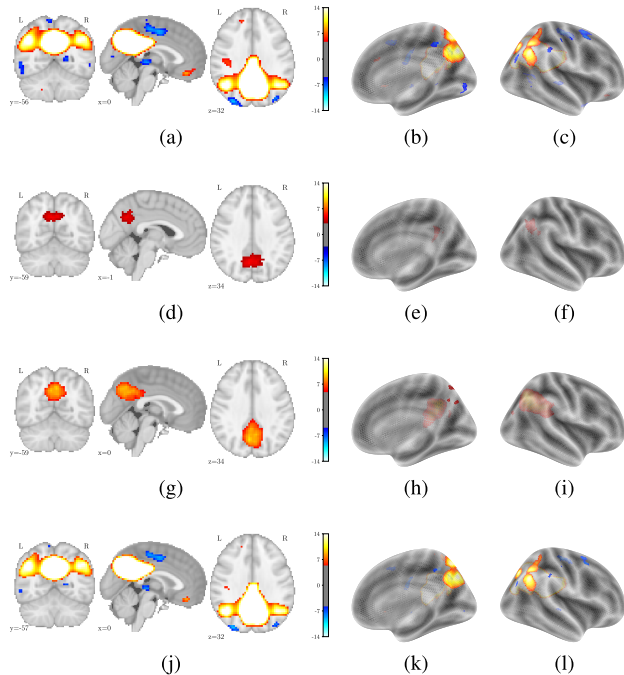 L R L R
y=-56 x=0 z=32
14
7
0
-7
-14
(a) (b) (c)
L R L R
y=-59 x=-1 z=34
14
7
0
-7
-14
(d) (e) (f)
L R L R
y=-59 x=0 z=34
14
7
0
-7
-14
(g) (h) (i)
L R L R
y=-57 x=0 z=32
14
7
0
-7
-14
(j) (k) (l)